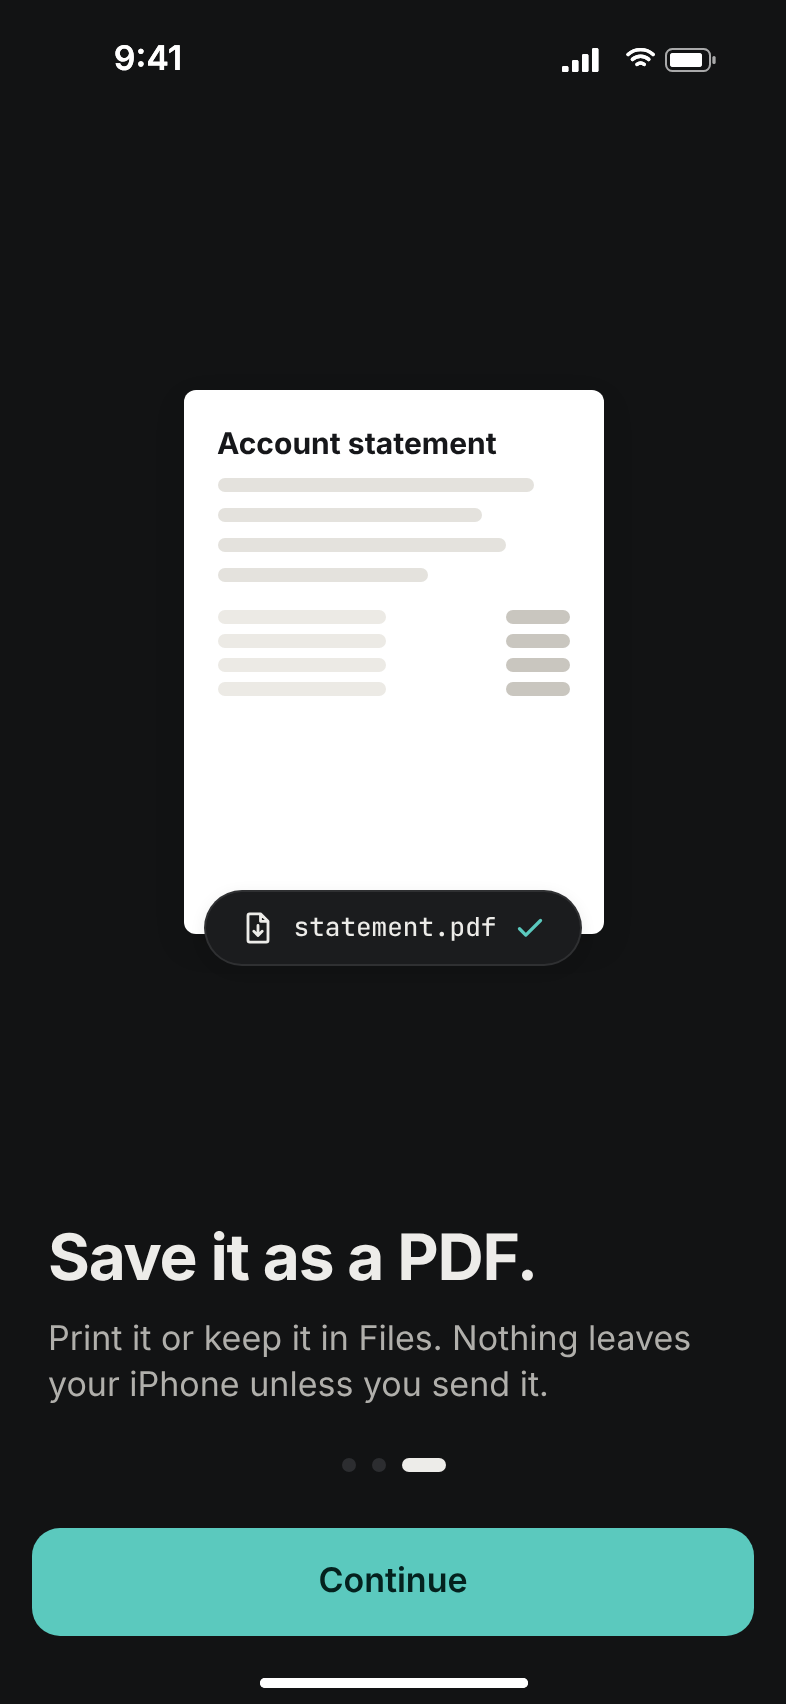 9:41
Account statement
statement.pdf
Save it as a PDF.
Print it or keep it in Files. Nothing leaves
your iPhone unless you send it.
Continue